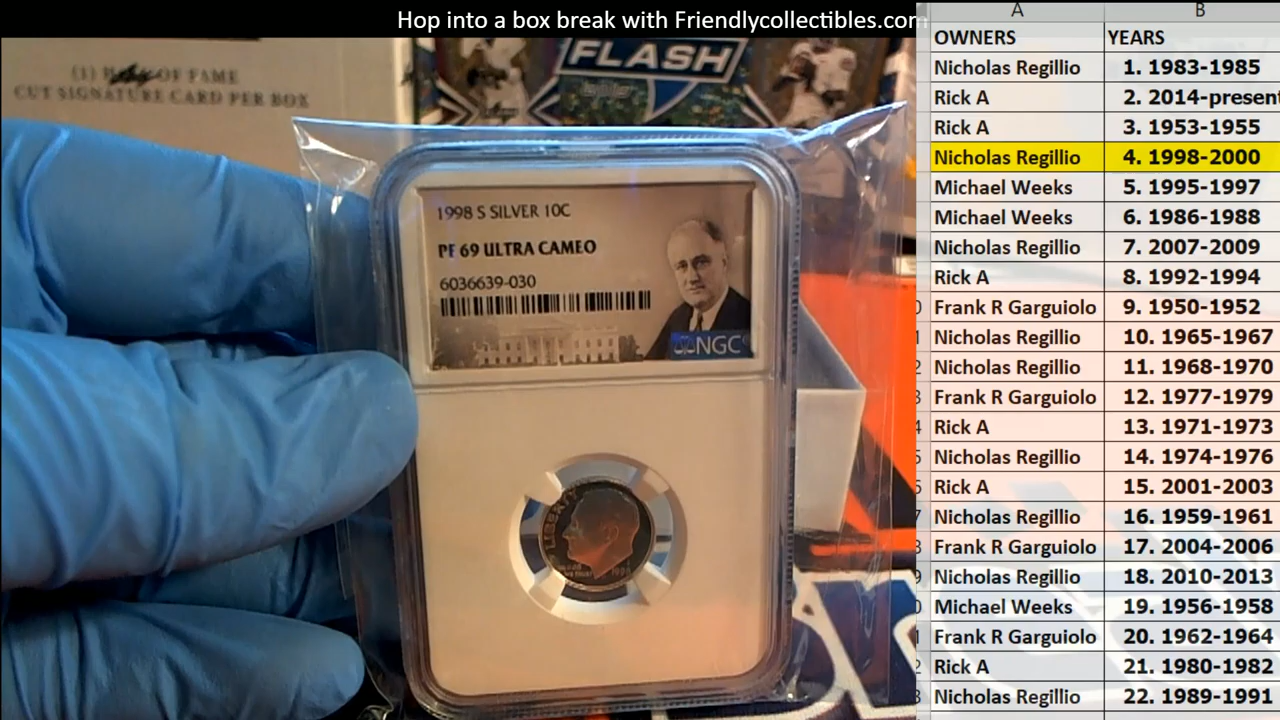 Hop into a box break with Friendlycollectibles.com
(1) OF FAME
CUT SIGNATURE CARD PER BOX
FLASH
1998 S SILVER 10C
PF 69 ULTRA CAMEO
6036639-030
NGC
LIBERTY
1998
A B
OWNERS YEARS
Nicholas Regillio 1. 1983-1985
Rick A 2. 2014-present
Rick A 3. 1953-1955
Nicholas Regillio 4. 1998-2000
Michael Weeks 5. 1995-1997
Michael Weeks 6. 1986-1988
Nicholas Regillio 7. 2007-2009
Rick A 8. 1992-1994
Frank R Garguiolo 9. 1950-1952
Nicholas Regillio 10. 1965-1967
Nicholas Regillio 11. 1968-1970
Frank R Garguiolo 12. 1977-1979
Rick A 13. 1971-1973
Nicholas Regillio 14. 1974-1976
Rick A 15. 2001-2003
Nicholas Regillio 16. 1959-1961
Frank R Garguiolo 17. 2004-2006
Nicholas Regillio 18. 2010-2013
Michael Weeks 19. 1956-1958
Frank R Garguiolo 20. 1962-1964
Rick A 21. 1980-1982
Nicholas Regillio 22. 1989-1991